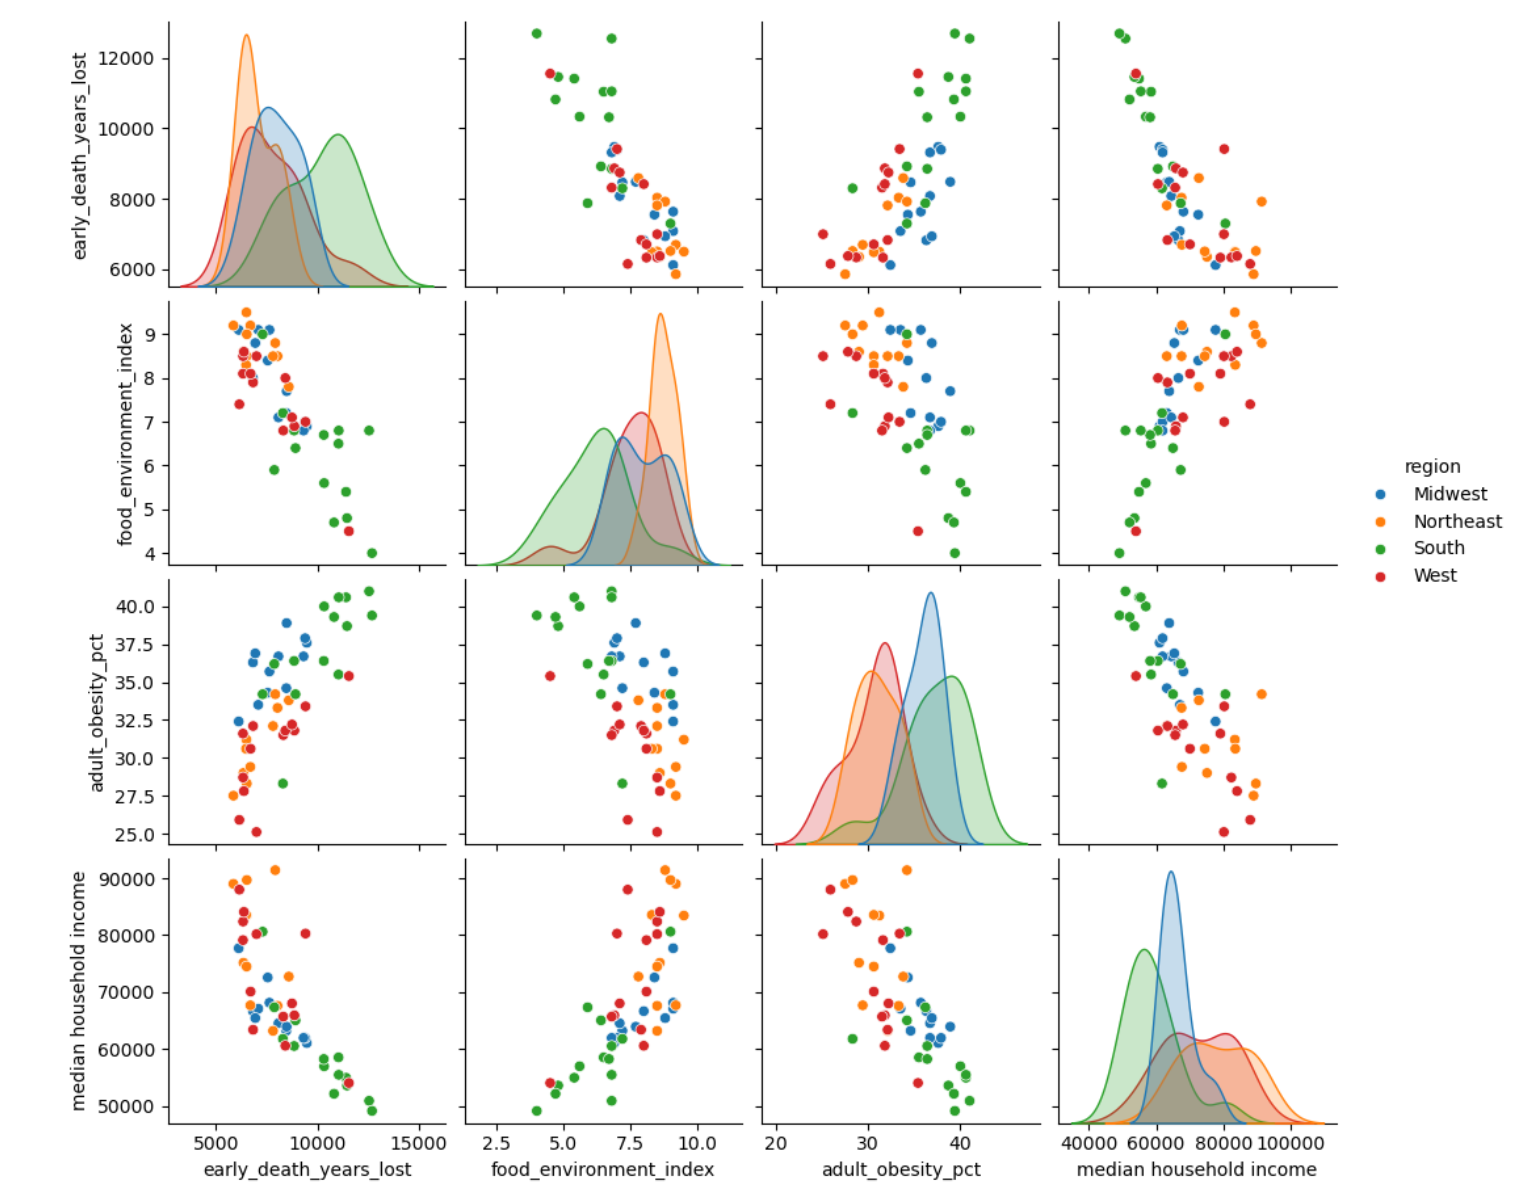 early_death_years_lost
12000
10000
8000
6000
food_environment_index
9
8
7
6
5
4
region
Midwest
Northeast
South
West
adult_obesity_pct
40.0
37.5
35.0
32.5
30.0
27.5
25.0
median household income
90000
80000
70000
60000
50000
5000 10000 15000 2.5 5.0 7.5 10.0 20 30 40 40000 60000 80000 100000
early_death_years_lost food_environment_index adult_obesity_pct median household income